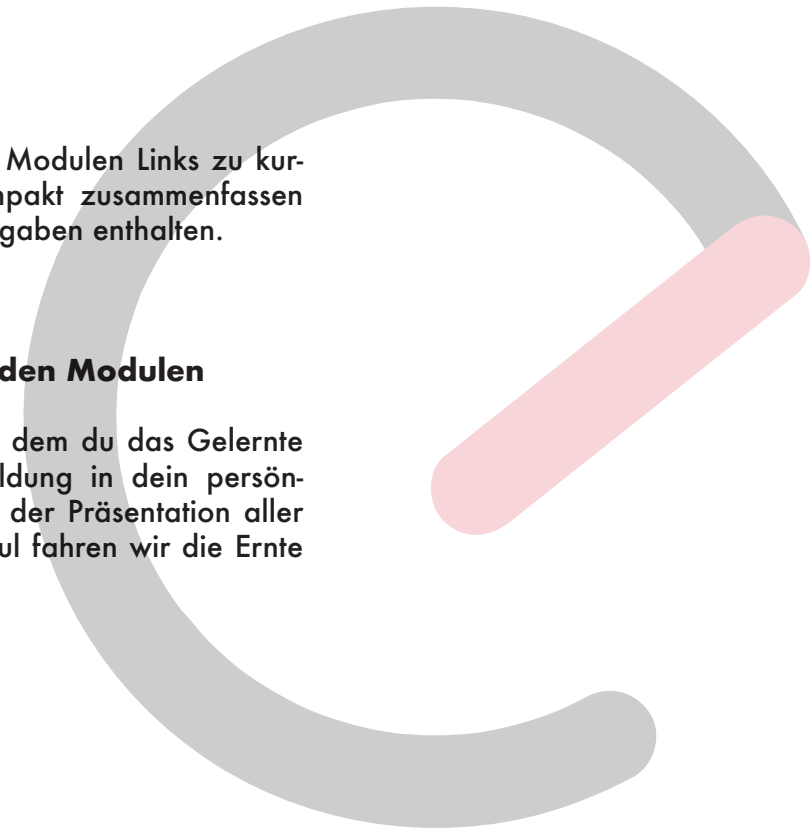 Modulen Links zu kur-
mpakt zusammenfassen
gaben enthalten.
den Modulen
dem du das Gelernte
ldung in dein persön-
der Präsentation aller
ul fahren wir die Ernte